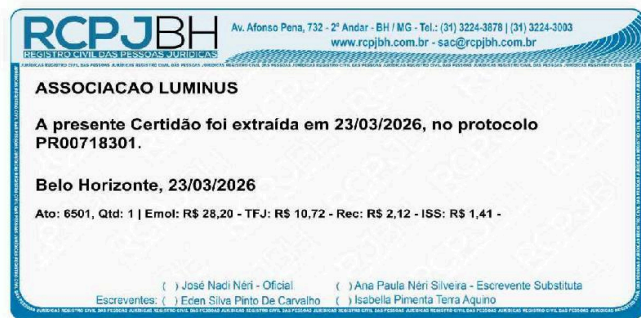 RCPJBH
REGISTRO CIVIL DAS PESSOAS JURÍDICAS
Av. Afonso Pena, 732 - 2º Andar - BH / MG - Tel.: (31) 3224-3878 | (31) 3224-3003
www.rcpjbh.com.br - sac@rcpjbh.com.br
ASSOCIACAO LUMINUS
A presente Certidão foi extraída em 23/03/2026, no protocolo
PR00718301.
Belo Horizonte, 23/03/2026
Ato: 6501, Qtd: 1 | Emol: R$ 28,20 - TFJ: R$ 10,72 - Rec: R$ 2,12 - ISS: R$ 1,41 -
( ) José Nadi Néri - Oficial ( ) Ana Paula Néri Silveira - Escrevente Substituta
Escreventes: ( ) Eden Silva Pinto De Carvalho ( ) Isabella Pimenta Terra Aquino